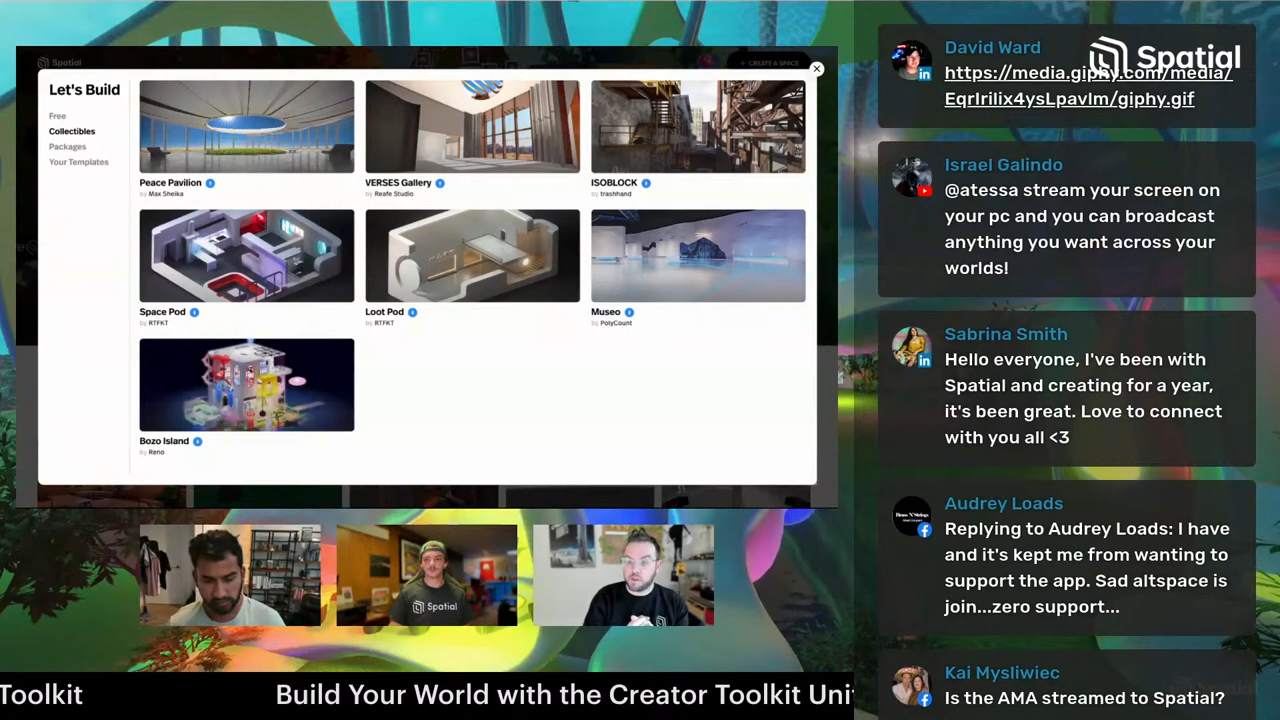 Spatial
+ CREATE A SPACE
Let's Build
Free
Collectibles
Packages
Your Templates
Peace Pavilion
by Max Sheika
VERSES Gallery
by Reafe Studio
ISOBLOCK
by trashhand
Space Pod
by RTFKT
Loot Pod
by RTFKT
Museo
by PolyCount
Bozo Island
by Reno
Spatial
Toolkit
Build Your World with the Creator Toolkit Uni
Spatial
David Ward
https://media.giphy.com/media/
EqrIrilix4ysLpavlm/giphy.gif
Israel Galindo
@atessa stream your screen on
your pc and you can broadcast
anything you want across your
worlds!
Sabrina Smith
Hello everyone, I've been with
Spatial and creating for a year,
it's been great. Love to connect
with you all <3
Audrey Loads
Replying to Audrey Loads: I have
and it's kept me from wanting to
support the app. Sad altspace is
join...zero support...
Kai Mysliwiec
Is the AMA streamed to Spatial?